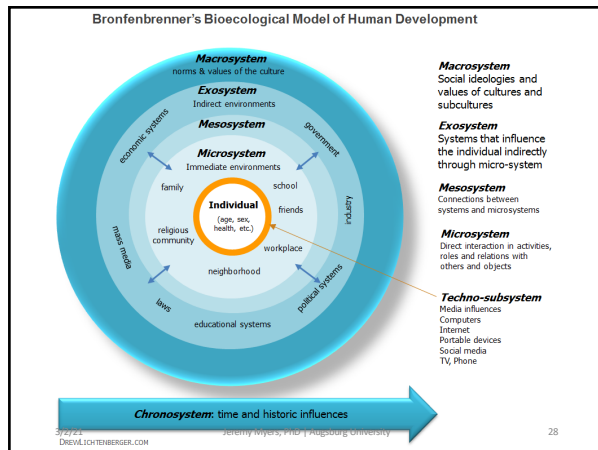 Bronfenbrenner's Bioecological Model of Human Development
Macrosystem
norms & values of the culture
Exosystem
Indirect environments
Mesosystem
Microsystem
Immediate environments
economic systems
government
family
school
Individual
(age, sex,
health, etc.)
friends
industry
mass media
religious
community
workplace
neighborhood
laws
political systems
educational systems
Macrosystem
Social ideologies and
values of cultures and
subcultures
Exosystem
Systems that influence
the individual indirectly
through micro-system
Mesosystem
Connections between
systems and microsystems
Microsystem
Direct interaction in activities,
roles and relations with
others and objects
Techno-subsystem
Media influences
Computers
Internet
Portable devices
Social media
TV, Phone
Chronosystem: time and historic influences
3/2/21
Jeremy Myers, PhD | Augsburg University
28
DREWLICHTENBERGER.COM